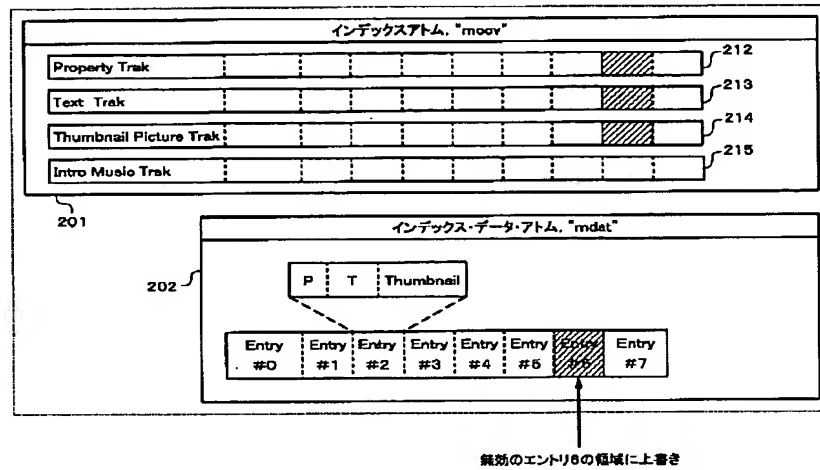 インデックスアトム, "moov"
Property Trak
212
Text Trak
213
Thumbnail Picture Trak
214
Intro Music Trak
215
201
インデックス・データ・アトム, "mdat"
202
P T Thumbnail
Entry #0 Entry #1 Entry #2 Entry #3 Entry #4 Entry #5 Entry #6 Entry #7
無効のエントリ6の領域に上書き